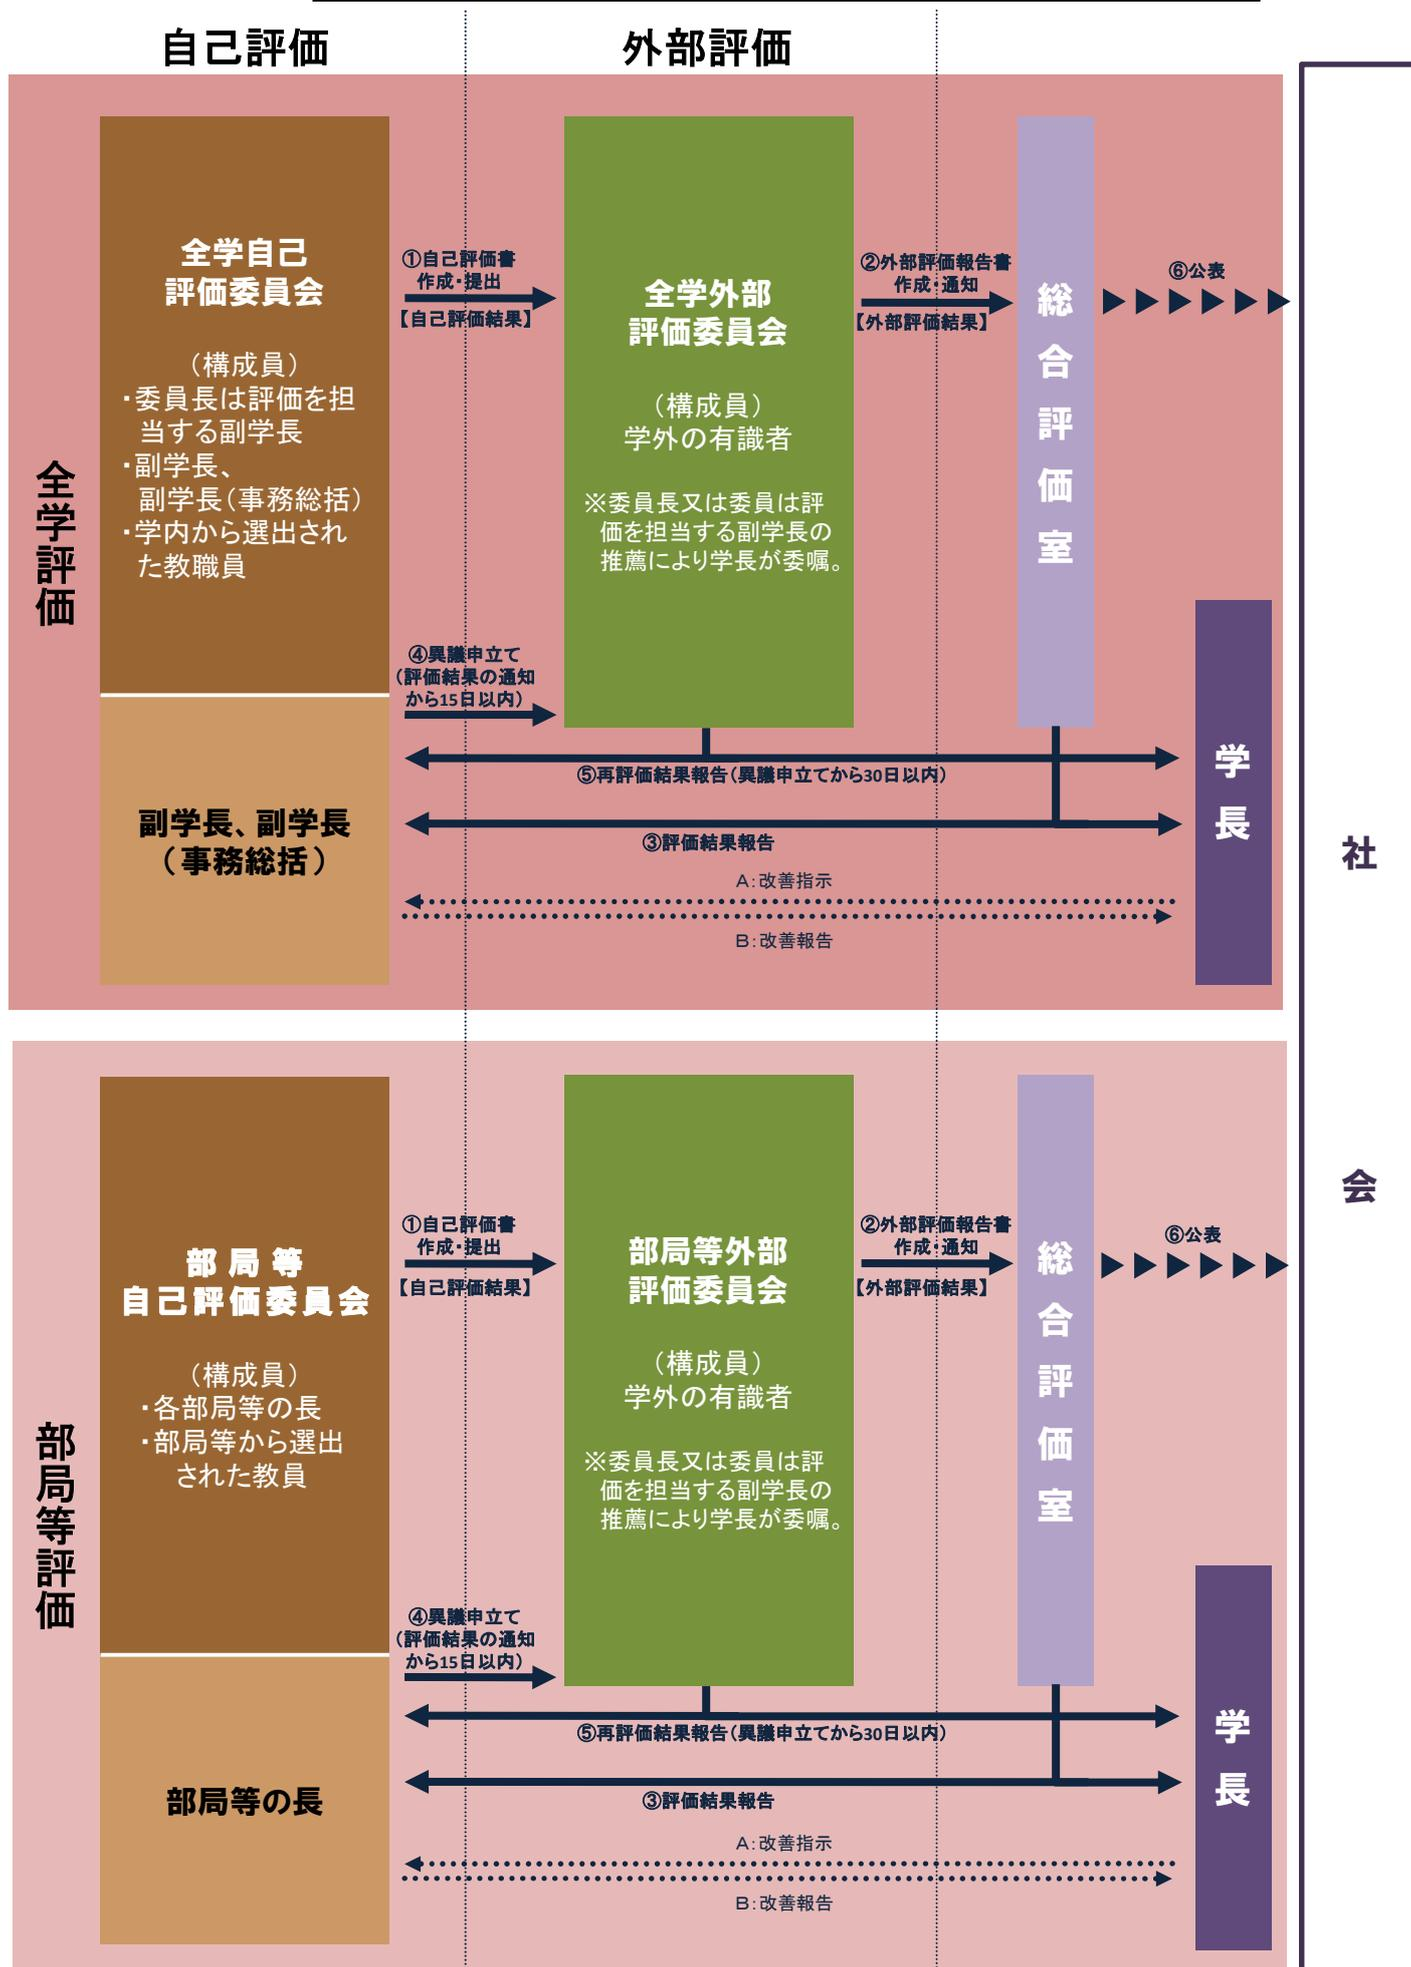 自己評価
外部評価
全学評価
全学自己
評価委員会
（構成員）
・委員長は評価を担
当する副学長
・副学長、
副学長（事務総括）
・学内から選出され
た教職員
①自己評価書
作成・提出
【自己評価結果】
全学外部
評価委員会
（構成員）
学外の有識者
※委員長又は委員は評
価を担当する副学長の
推薦により学長が委嘱。
②外部評価報告書
作成・通知
【外部評価結果】
総合評価室
⑥公表
④異議申立て
（評価結果の通知
から15日以内）
⑤再評価結果報告（異議申立てから30日以内）
副学長、副学長
（事務総括）
③評価結果報告
A：改善指示
B：改善報告
学長
社会
部局等評価
部局等
自己評価委員会
（構成員）
・各部局等の長
・部局等から選出
された教員
①自己評価書
作成・提出
【自己評価結果】
部局等外部
評価委員会
（構成員）
学外の有識者
※委員長又は委員は評
価を担当する副学長の
推薦により学長が委嘱。
②外部評価報告書
作成・通知
【外部評価結果】
総合評価室
⑥公表
④異議申立て
（評価結果の通知
から15日以内）
⑤再評価結果報告（異議申立てから30日以内）
部局等の長
③評価結果報告
A：改善指示
B：改善報告
学長